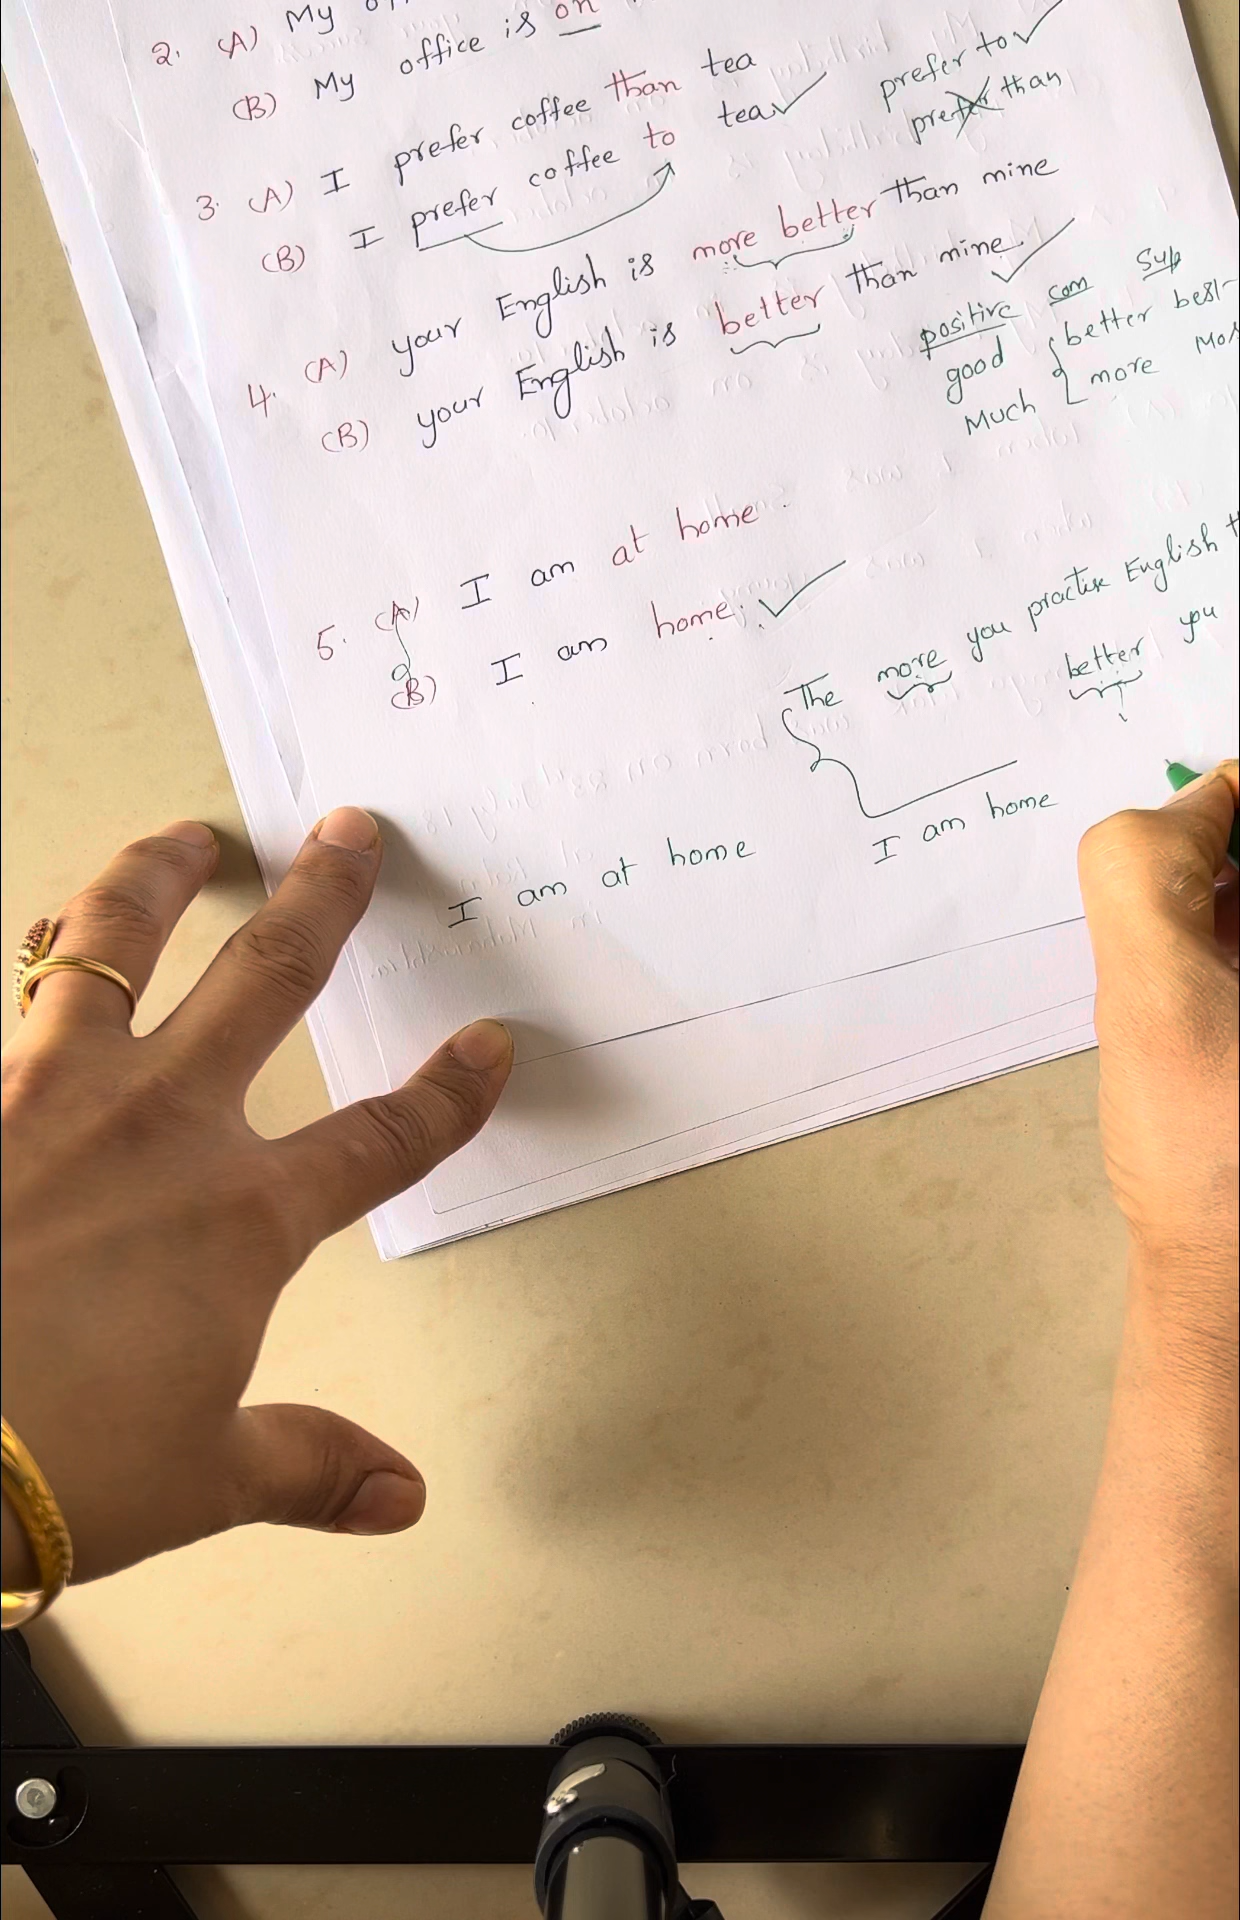 2. (A) My
(B) My office is on
3. (A) I prefer coffee than tea
(B) I prefer coffee to tea
prefer to
prefer than
4. (A) your English is more better than mine
(B) your English is better than mine
positive com Sup
good better best
Much more Mos
5. (A) I am at home.
(B) I am home.
The more you practise English t
better you
I am at home
I am home